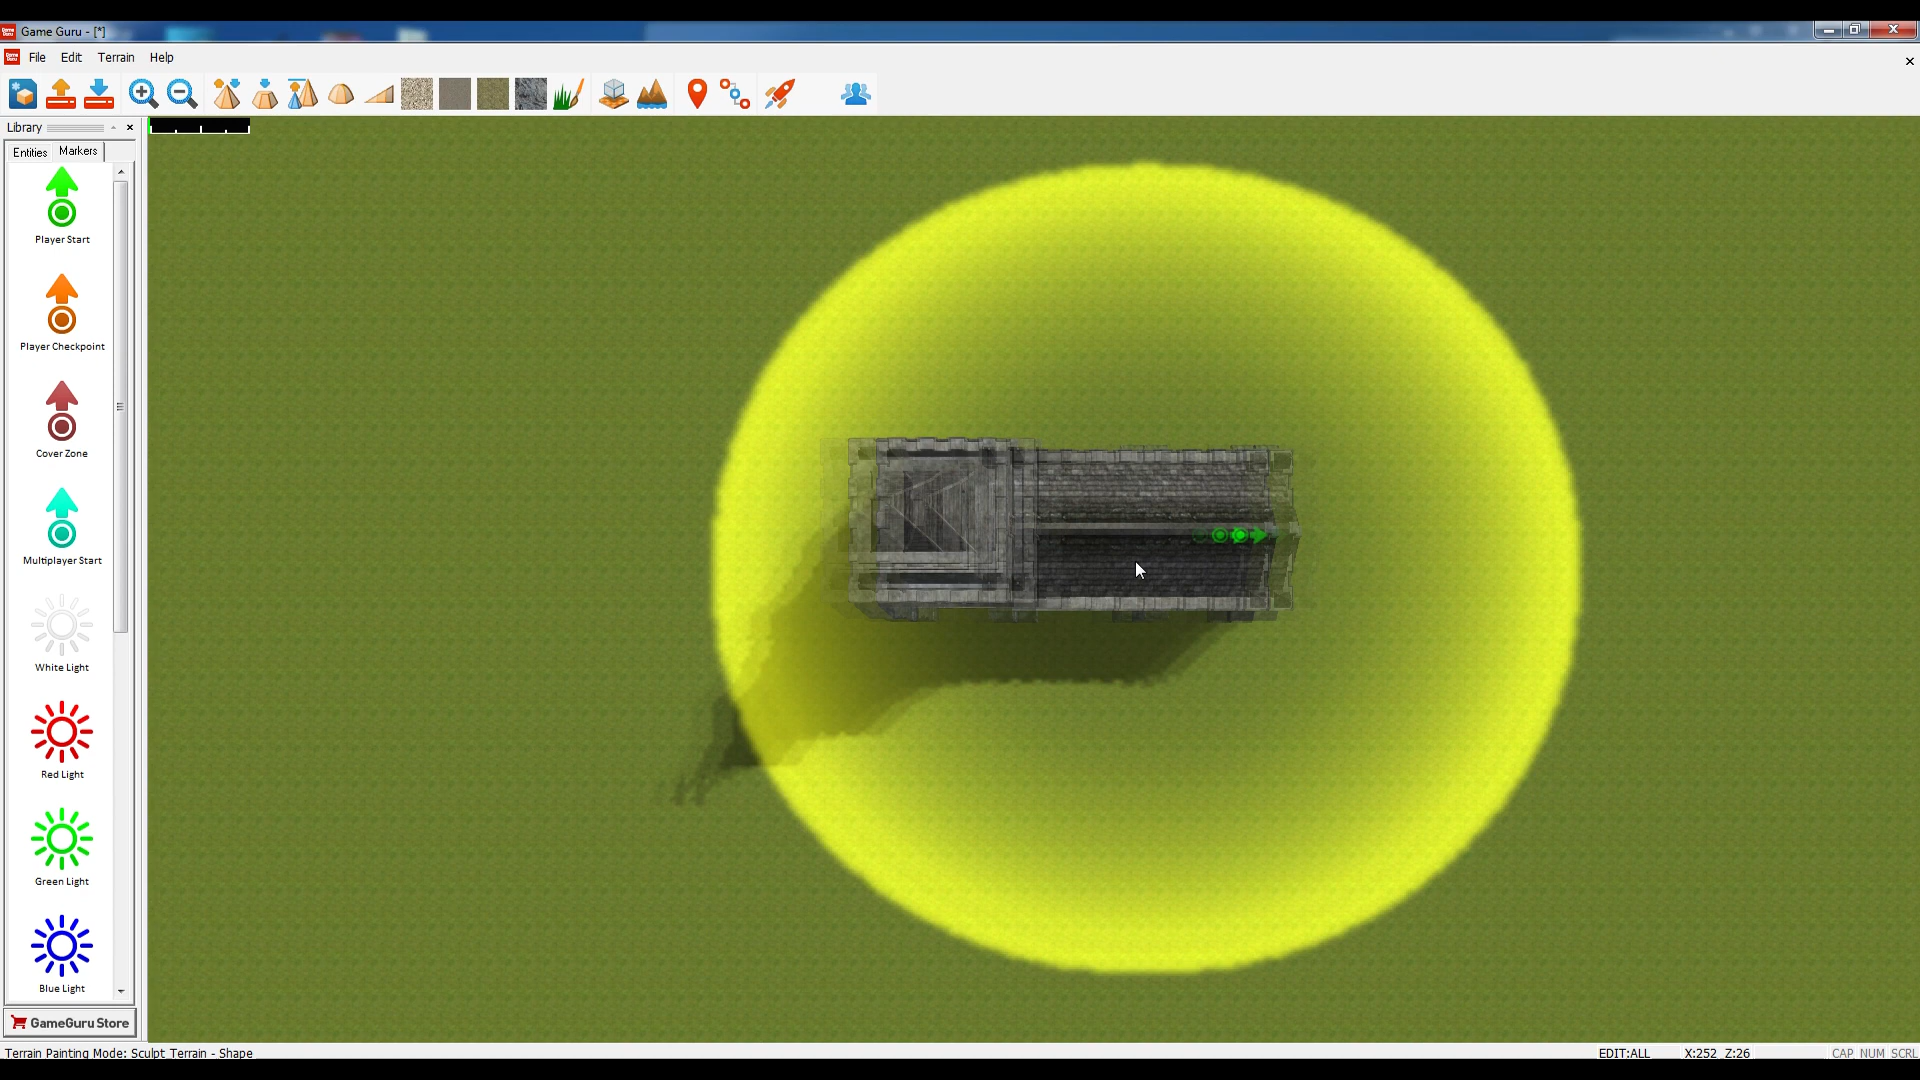 Game Guru - [*]
File Edit Terrain Help
Library
Entities Markers
Player Start
Player Checkpoint
Cover Zone
Multiplayer Start
White Light
Red Light
Green Light
Blue Light
GameGuru Store
Terrain Painting Mode: Sculpt Terrain - Shape
EDIT:ALL X:252 Z:26 CAP NUM SCRL